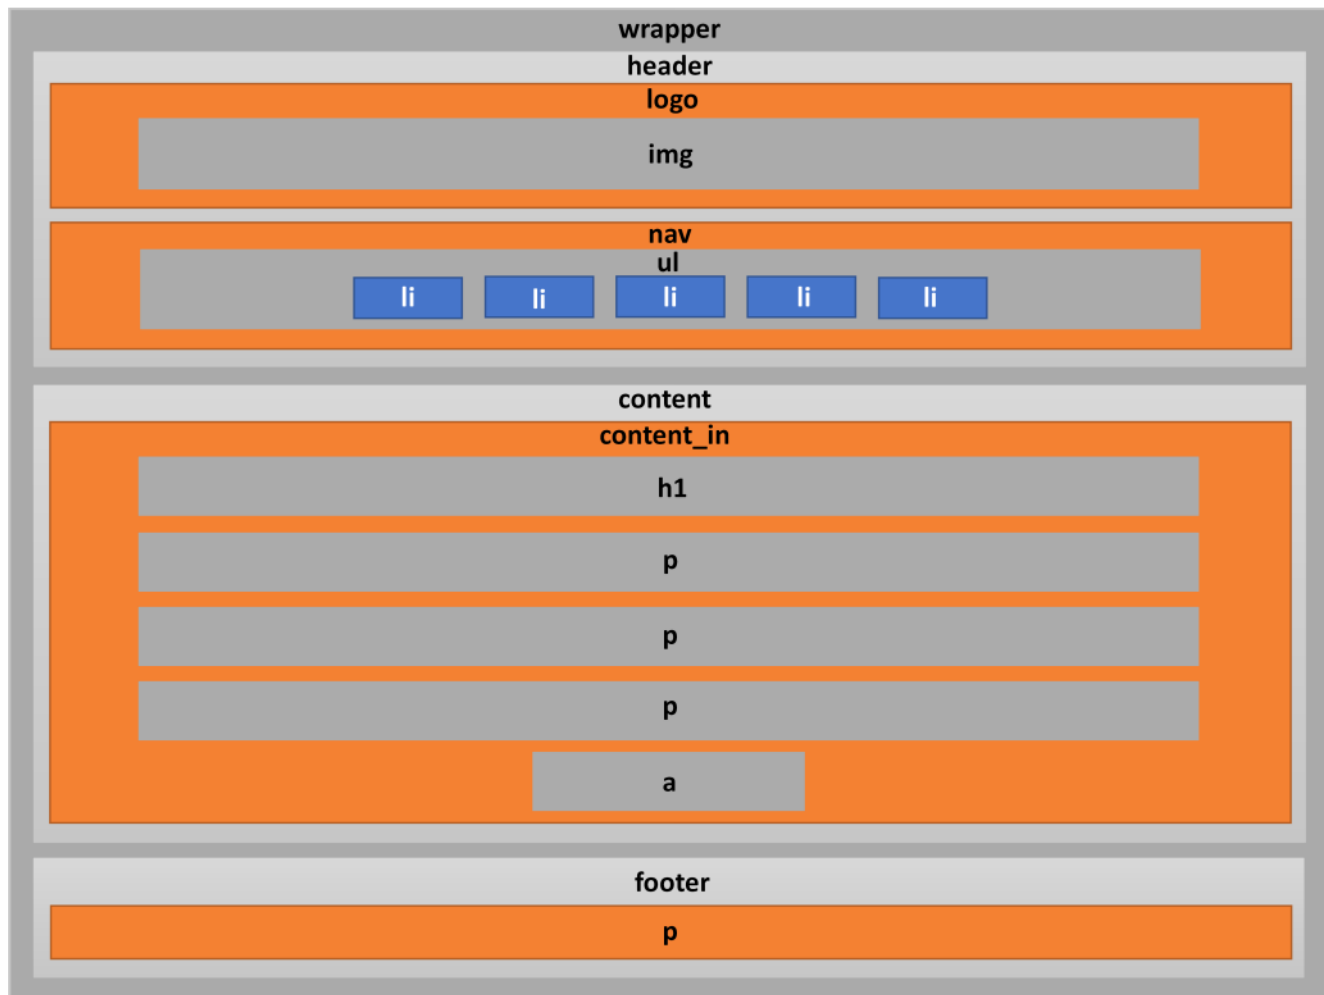 wrapper
header
logo
img
nav
ul
li li li li li
content
content_in
h1
p
p
p
a
footer
p